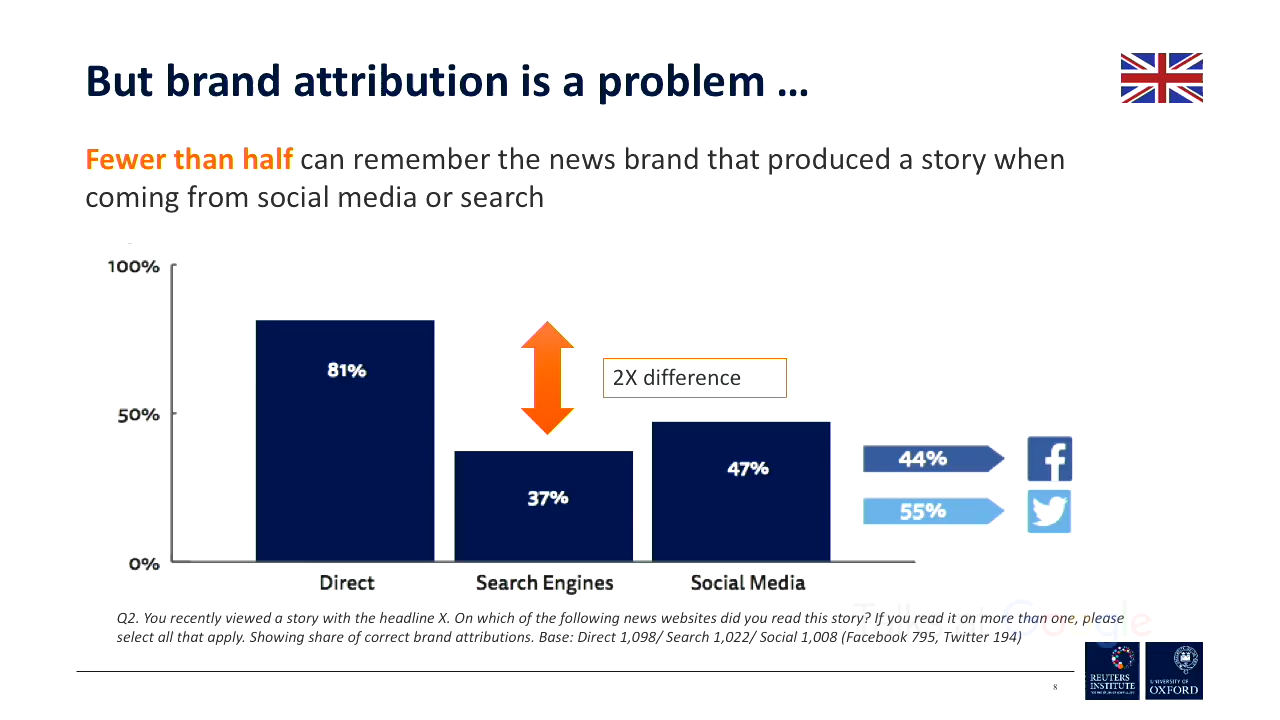 But brand attribution is a problem …
Fewer than half can remember the news brand that produced a story when
coming from social media or search
100%
81%
2X difference
50%
47%
44%
37%
55%
0%
Direct
Search Engines
Social Media
Q2. You recently viewed a story with the headline X. On which of the following news websites did you read this story? If you read it on more than one, please
select all that apply. Showing share of correct brand attributions. Base: Direct 1,098/ Search 1,022/ Social 1,008 (Facebook 795, Twitter 194)
8
REUTERS
INSTITUTE
UNIVERSITY OF
OXFORD